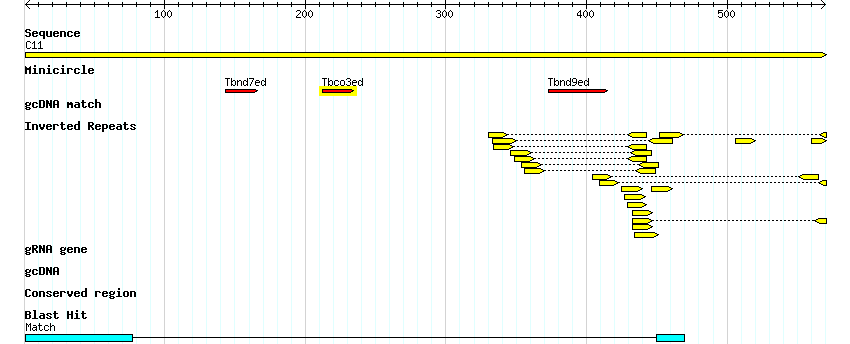 100 200 300 400 500
Sequence
C11
Minicircle
Tbnd7ed Tbco3ed Tbnd9ed
gcDNA match
Inverted Repeats
gRNA gene
gcDNA
Conserved region
Blast Hit
Match